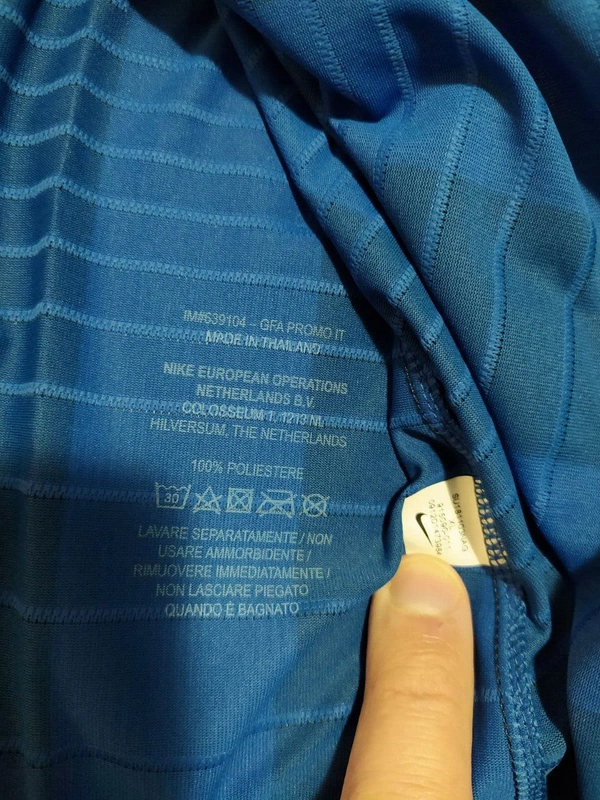 IM#639104 – GFA PROMO IT
MADE IN THAILAND
NIKE EUROPEAN OPERATIONS
NETHERLANDS B.V.
COLOSSEUM 1, 1213 NL
HILVERSUM, THE NETHERLANDS
100% POLIESTERE
30
LAVARE SEPARATAMENTE / NON
USARE AMMORBIDENTE /
RIMUOVERE IMMEDIATAMENTE /
NON LASCIARE PIEGATO
QUANDO È BAGNATO